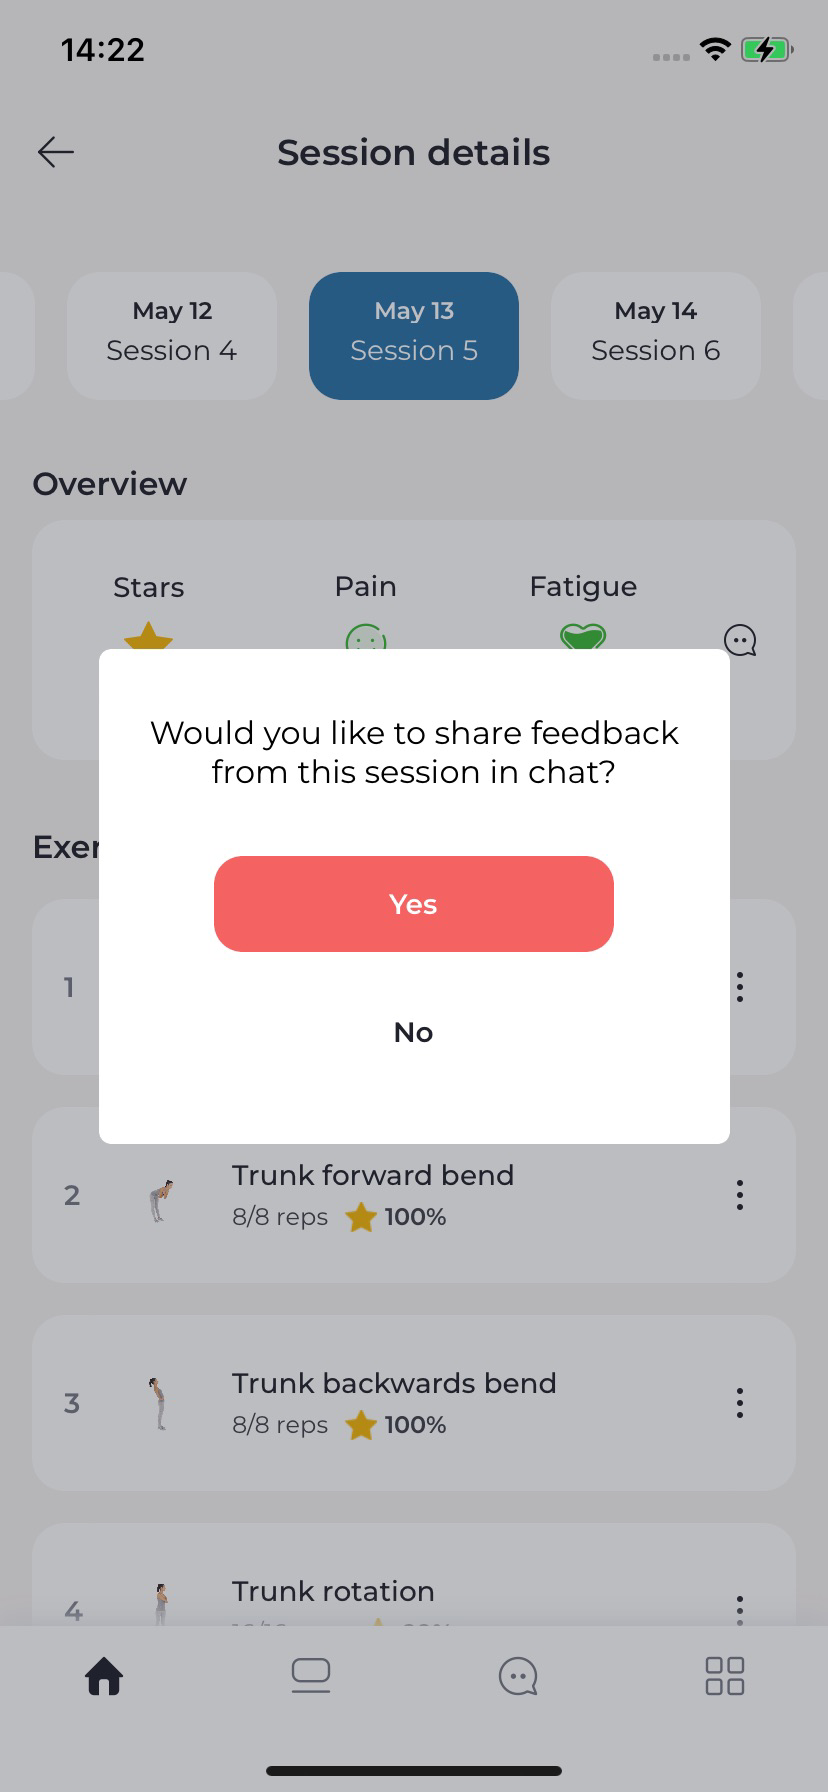 14:22
Session details
May 12
Session 4
May 13
Session 5
May 14
Session 6
Overview
Stars
Pain
Fatigue
Would you like to share feedback
from this session in chat?
Yes
No
1
2
Trunk forward bend
8/8 reps 100%
3
Trunk backwards bend
8/8 reps 100%
4
Trunk rotation